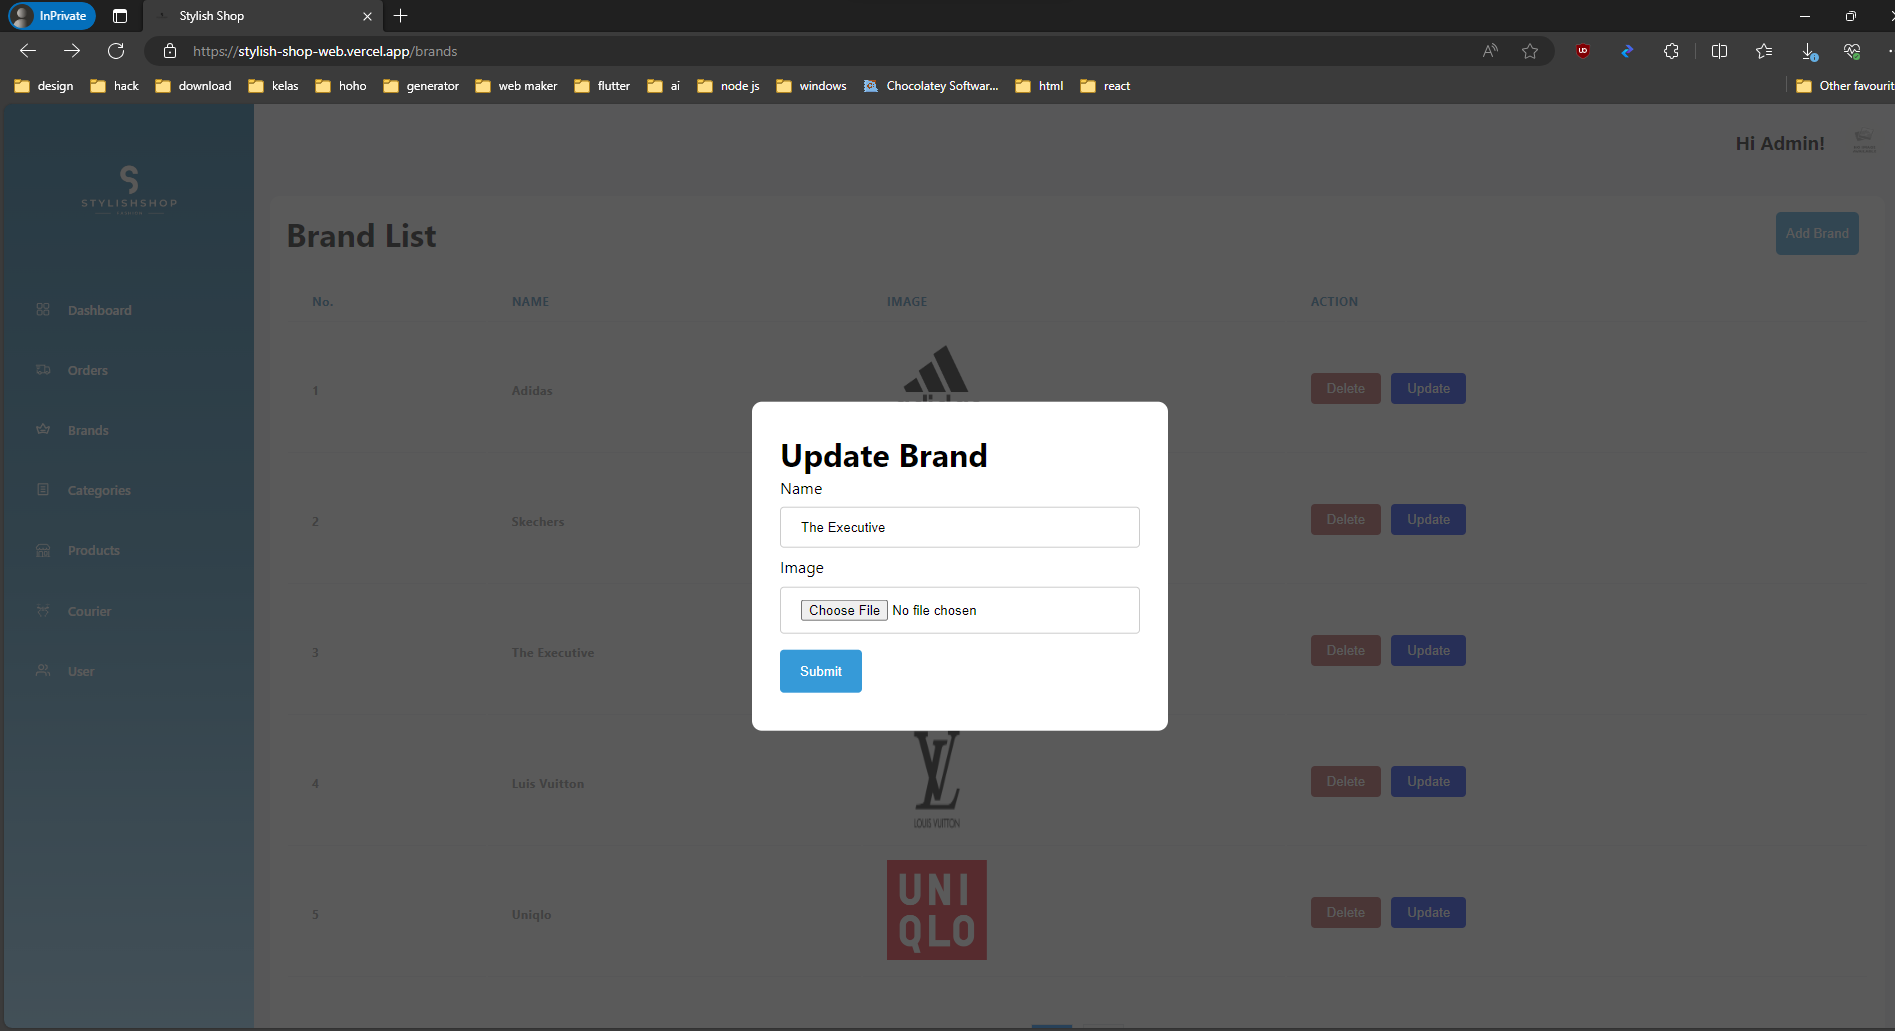 InPrivate
Stylish Shop
https://stylish-shop-web.vercel.app/brands
design hack download kelas hoho generator web maker flutter ai node js windows Chocolatey Softwar... html react Other favourit
STYLISHSHOP
Hi Admin!
Brand List
Add Brand
No. NAME IMAGE ACTION
Dashboard
Orders
Brands
Categories
Products
Courier
User
1 Adidas Delete Update
2 Skechers Delete Update
3 The Executive Delete Update
4 Luis Vuitton LOUIS VUITTON Delete Update
5 Uniqlo UNI QLO Delete Update
Update Brand
Name
The Executive
Image
Choose File No file chosen
Submit